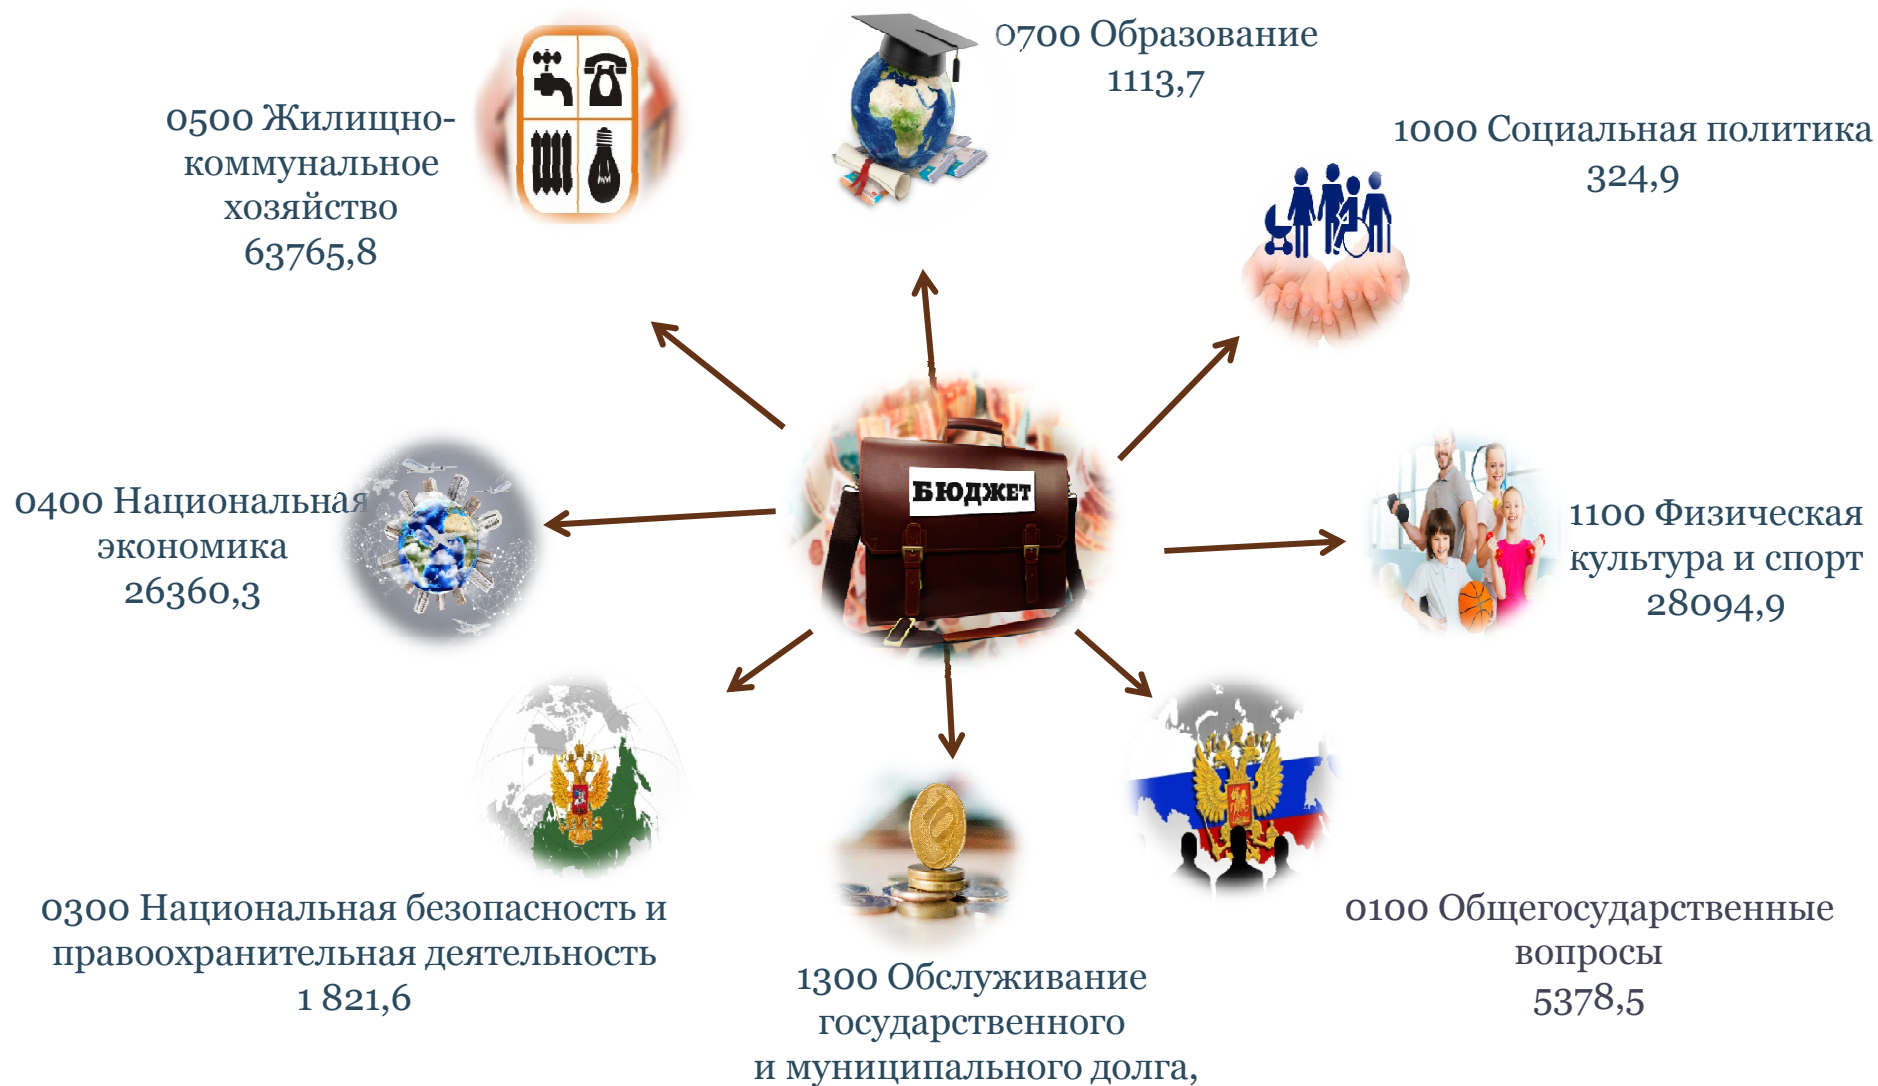 0700 Образование
1113,7
0500 Жилищно-
коммунальное
хозяйство
63765,8
1000 Социальная политика
324,9
БЮДЖЕТ
0400 Национальная
экономика
26360,3
1100 Физическая
культура и спорт
28094,9
0300 Национальная безопасность и
правоохранительная деятельность
1 821,6
1300 Обслуживание
государственного
и муниципального долга,
0100 Общегосударственные
вопросы
5378,5